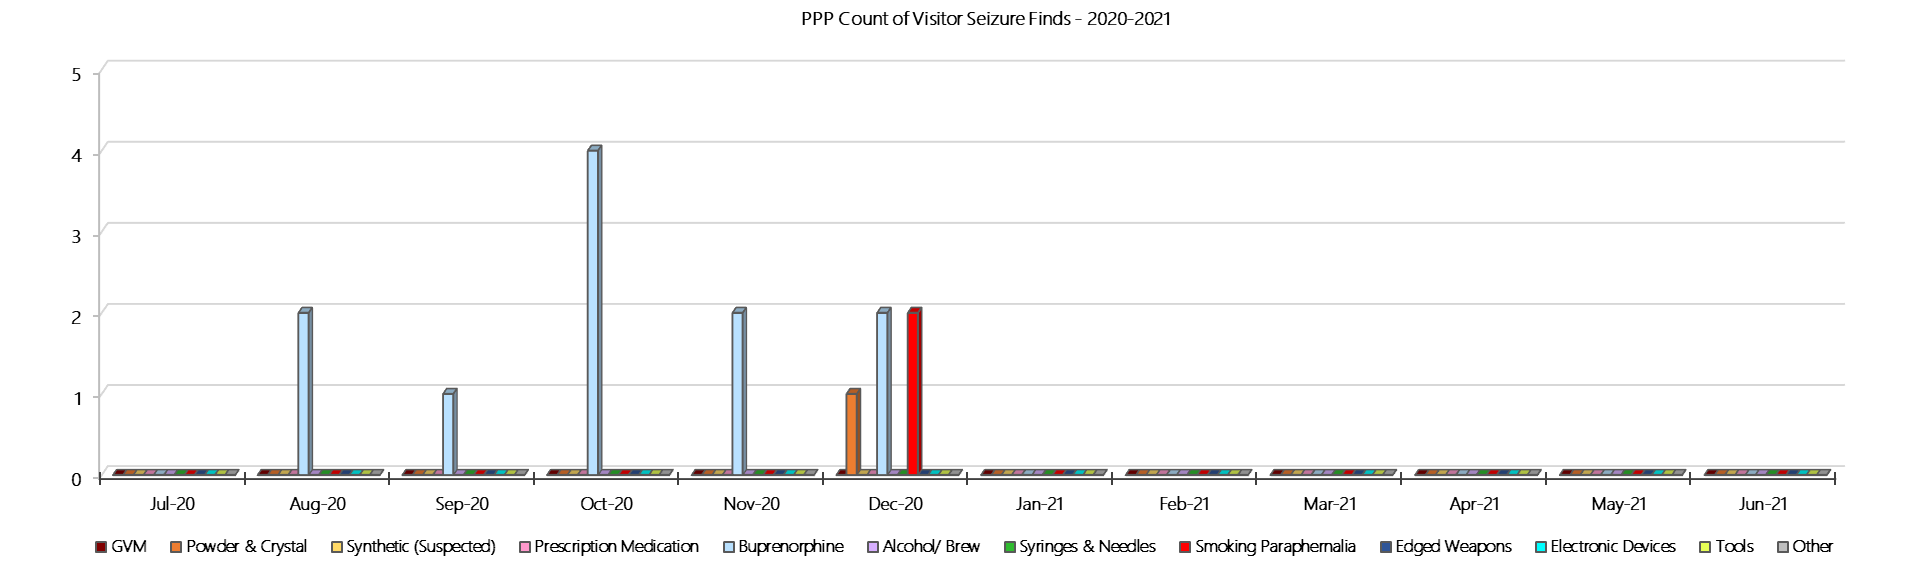 PPP Count of Visitor Seizure Finds - 2020-2021
5
4
3
2
1
0
Jul-20 Aug-20 Sep-20 Oct-20 Nov-20 Dec-20 Jan-21 Feb-21 Mar-21 Apr-21 May-21 Jun-21
GVM Powder & Crystal Synthetic (Suspected) Prescription Medication Buprenorphine Alcohol/ Brew Syringes & Needles Smoking Paraphernalia Edged Weapons Electronic Devices Tools Other